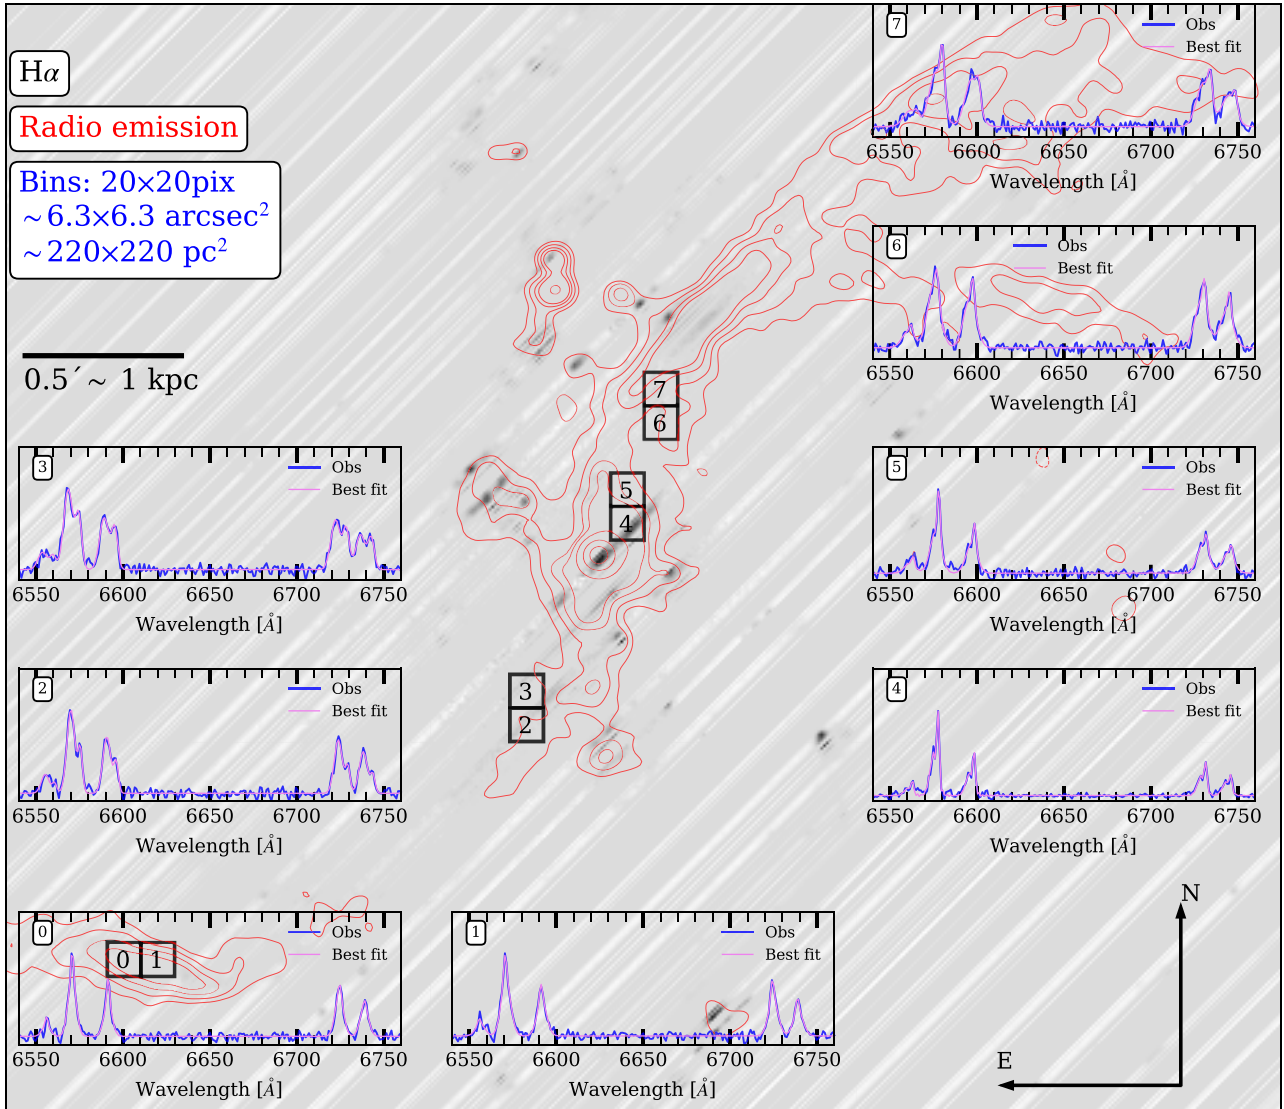 Hα
Radio emission
Bins: 20×20pix
~6.3×6.3 arcsec²
~220×220 pc²
0.5´~ 1 kpc
7
Obs
Best fit
6550 6600 6650 6700 6750
Wavelength [Å]
6
Obs
Best fit
6550 6600 6650 6700 6750
Wavelength [Å]
7
6
3
Obs
Best fit
6550 6600 6650 6700 6750
Wavelength [Å]
5
4
5
Obs
Best fit
6550 6600 6650 6700 6750
Wavelength [Å]
2
Obs
Best fit
6550 6600 6650 6700 6750
Wavelength [Å]
3
2
4
Obs
Best fit
6550 6600 6650 6700 6750
Wavelength [Å]
0
Obs
Best fit
0 1
6550 6600 6650 6700 6750
Wavelength [Å]
1
Obs
Best fit
6550 6600 6650 6700 6750
Wavelength [Å]
N
E